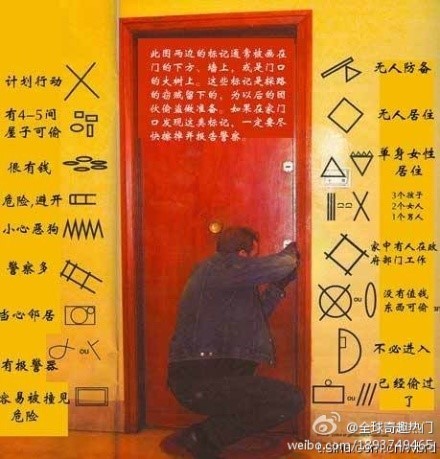 此图两边的标记通常被画在
门的下方、墙上,或是门口
的大树上。这些标记是探路
的窃贼留下的,为以后的团
伙偷盗做准备。如果在家门
口发现这离标记,一定要尽
快擦掉并报告警察。
计划行动
有4-5间
屋子可偷
很有钱
危险,避开
小心恶狗
警察多
当心邻居
ou
有报警器
容易被撞见
危险
无人防备
无人居住
单身女性
居住
3个孩子
2个女人
1个男人
家中有人在政
府部门工作
ou
没有值钱
东西可偷
不必进入
ou
已经偷过
了
@全球奇趣热门
weibo.com/1893749465